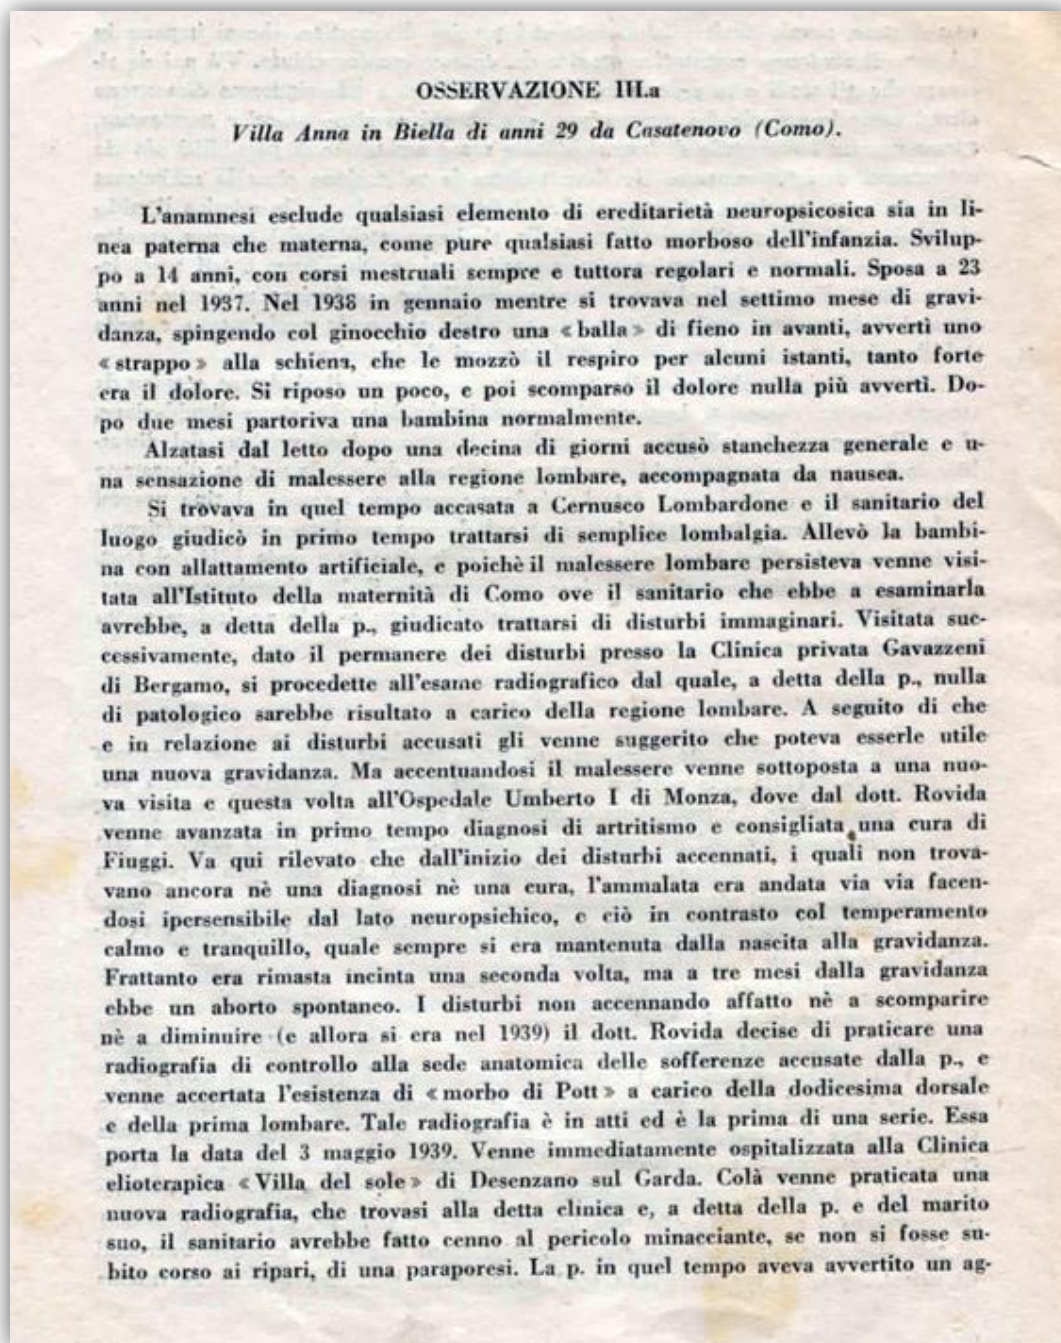 OSSERVAZIONE III.a
Villa Anna in Biella di anni 29 da Casatenovo (Como).
L'anamnesi esclude qualsiasi elemento di ereditarietà neuropsicosica sia in li-
nea paterna che materna, come pure qualsiasi fatto morboso dell'infanzia. Svilup-
po a 14 anni, con corsi mestruali sempre e tuttora regolari e normali. Sposa a 23
anni nel 1937. Nel 1938 in gennaio mentre si trovava nel settimo mese di gravi-
danza, spingendo col ginocchio destro una « balla » di fieno in avanti, avvertì uno
« strappo » alla schiena, che le mozzò il respiro per alcuni istanti, tanto forte
era il dolore. Si riposo un poco, e poi scomparso il dolore nulla più avvertì. Do-
po due mesi partoriva una bambina normalmente.
Alzatasi dal letto dopo una decina di giorni accusò stanchezza generale e u-
na sensazione di malessere alla regione lombare, accompagnata da nausea.
Si trovava in quel tempo accasata a Cernusco Lombardone e il sanitario del
luogo giudicò in primo tempo trattarsi di semplice lombalgia. Allevò la bambi-
na con allattamento artificiale, e poichè il malessere lombare persisteva venne visi-
tata all'Istituto della maternità di Como ove il sanitario che ebbe a esaminarla
avrebbe, a detta della p., giudicato trattarsi di disturbi immaginari. Visitata suc-
cessivamente, dato il permanere dei disturbi presso la Clinica privata Gavazzeni
di Bergamo, si procedette all'esame radiografico dal quale, a detta della p., nulla
di patologico sarebbe risultato a carico della regione lombare. A seguito di che
e in relazione ai disturbi accusati gli venne suggerito che poteva esserle utile
una nuova gravidanza. Ma accentuandosi il malessere venne sottoposta a una nuo-
va visita e questa volta all'Ospedale Umberto I di Monza, dove dal dott. Rovida
venne avanzata in primo tempo diagnosi di artritismo e consigliata una cura di
Fiuggi. Va qui rilevato che dall'inizio dei disturbi accennati, i quali non trova-
vano ancora nè una diagnosi nè una cura, l'ammalata era andata via via facen-
dosi ipersensibile dal lato neuropsichico, e ciò in contrasto col temperamento
calmo e tranquillo, quale sempre si era mantenuta dalla nascita alla gravidanza.
Frattanto era rimasta incinta una seconda volta, ma a tre mesi dalla gravidanza
ebbe un aborto spontaneo. I disturbi non accennando affatto nè a scomparire
nè a diminuire (e allora si era nel 1939) il dott. Rovida decise di praticare una
radiografia di controllo alla sede anatomica delle sofferenze accusate dalla p., e
venne accertata l'esistenza di « morbo di Pott » a carico della dodicesima dorsale
e della prima lombare. Tale radiografia è in atti ed è la prima di una serie. Essa
porta la data del 3 maggio 1939. Venne immediatamente ospitalizzata alla Clinica
elioterapica « Villa del sole » di Desenzano sul Garda. Colà venne praticata una
nuova radiografia, che trovasi alla detta clinica e, a detta della p. e del marito
suo, il sanitario avrebbe fatto cenno al pericolo minacciante, se non si fosse su-
bito corso ai ripari, di una paraporesi. La p. in quel tempo aveva avvertito un ag-